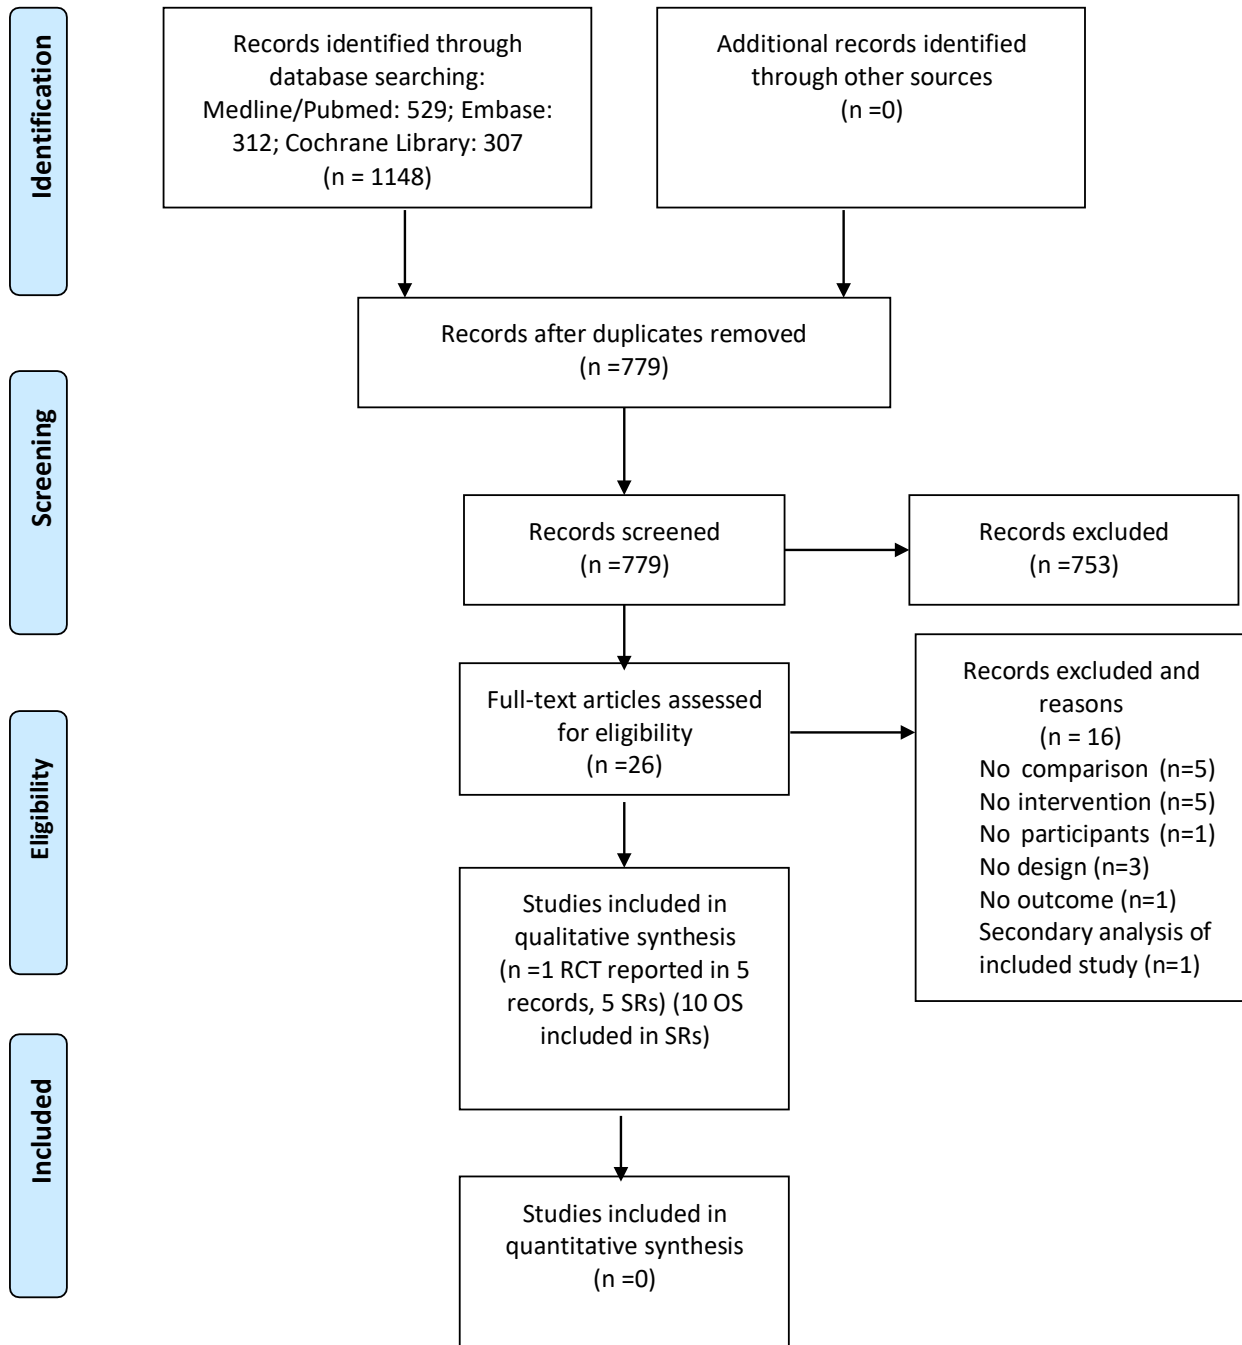 Identification
Records identified through
database searching:
Medline/Pubmed: 529; Embase:
312; Cochrane Library: 307
(n = 1148)
Additional records identified
through other sources
(n =0)
Records after duplicates removed
(n =779)
Screening
Records screened
(n =779)
Records excluded
(n =753)
Eligibility
Full-text articles assessed
for eligibility
(n =26)
Records excluded and
reasons
(n = 16)
No comparison (n=5)
No intervention (n=5)
No participants (n=1)
No design (n=3)
No outcome (n=1)
Secondary analysis of
included study (n=1)
Studies included in
qualitative synthesis
(n =1 RCT reported in 5
records, 5 SRs) (10 OS
included in SRs)
Included
Studies included in
quantitative synthesis
(n =0)